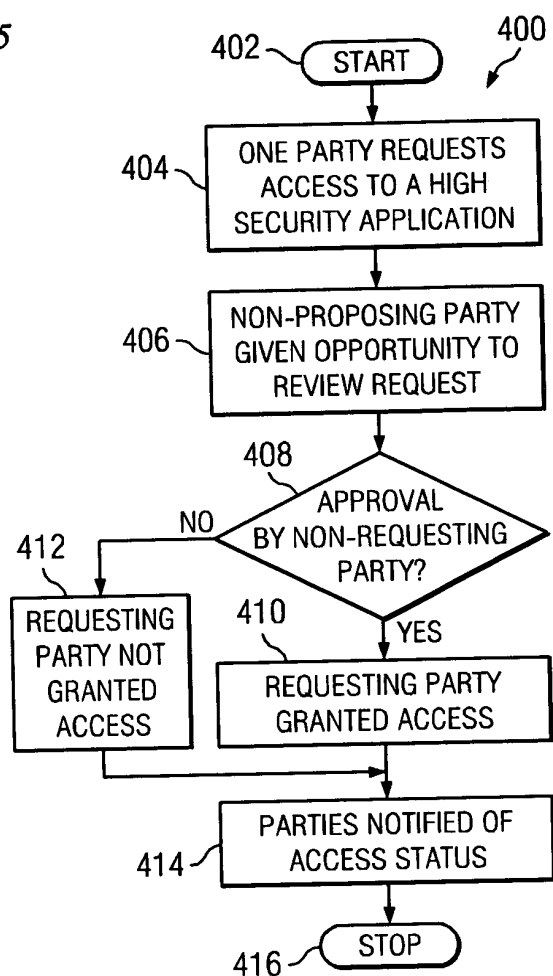 5
400
402
START
404
ONE PARTY REQUESTS
ACCESS TO A HIGH
SECURITY APPLICATION
406
NON-PROPOSING PARTY
GIVEN OPPORTUNITY TO
REVIEW REQUEST
408
APPROVAL
BY NON-REQUESTING
PARTY?
NO
YES
412
REQUESTING
PARTY NOT
GRANTED
ACCESS
410
REQUESTING PARTY
GRANTED ACCESS
414
PARTIES NOTIFIED OF
ACCESS STATUS
416
STOP